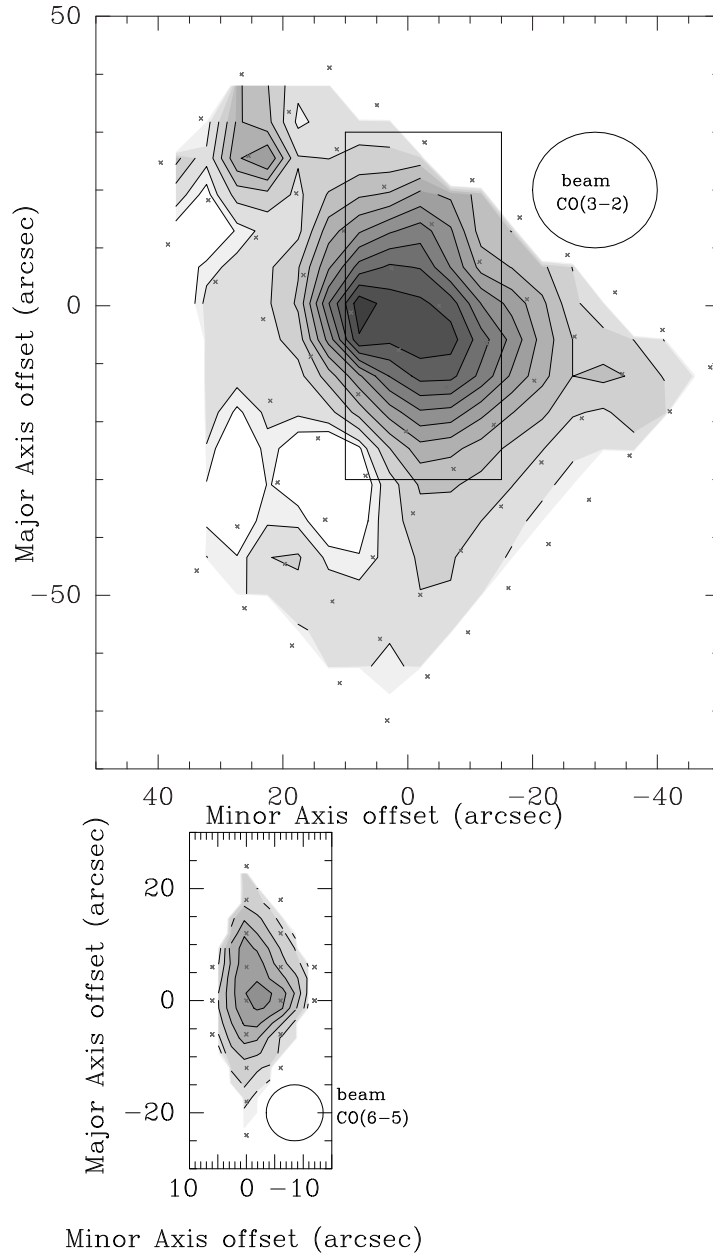 50
beam
CO(3−2)
0
−50
Major Axis offset (arcsec)
40 20 0 −20 −40
Minor Axis offset (arcsec)
20
0
−20
Major Axis offset (arcsec)
beam
CO(6−5)
10 0 −10
Minor Axis offset (arcsec)